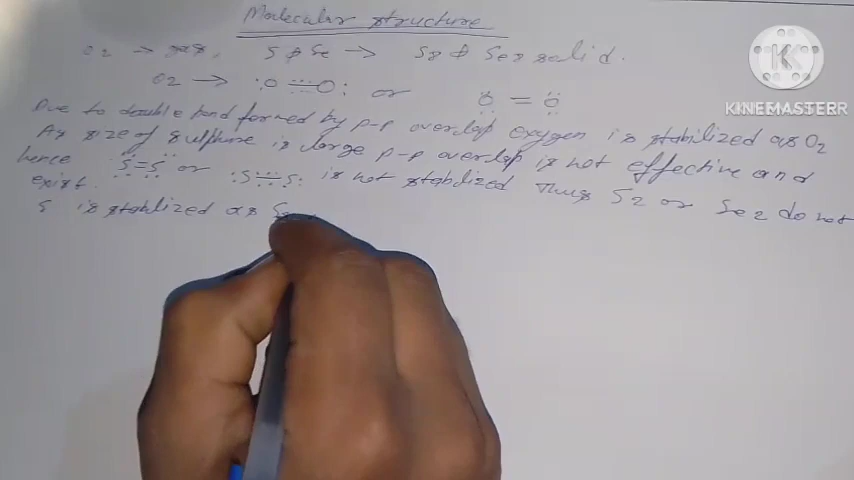 Molecular structure
O2 → gas, S & Se → S8 & Se8 solid.
O2 → :O ::: O: or Ö = Ö
Due to double bond formed by p-p overlap oxygen is stabilized as O2
As size of sulphure is large p-p overlap is not effective and
hence S=S or :S ::: S: is not stabilized Thus S2 or Se2 do not
exist.
S is stablized as S8
KINEMASTER